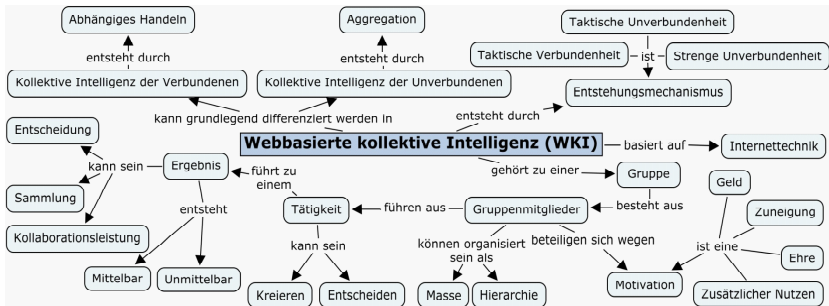 Abhängiges Handeln
Aggregation
Taktische Unverbundenheit
entsteht durch
entsteht durch
Taktische Verbundenheit
ist
Strenge Unverbundenheit
Kollektive Intelligenz der Verbundenen
Kollektive Intelligenz der Unverbundenen
Entstehungsmechanismus
kann grundlegend differenziert werden in
entsteht durch
Entscheidung
Webbasierte kollektive Intelligenz (WKI)
basiert auf
Internettechnik
kann sein
Ergebnis
führt zu
einem
gehört zu einer
Gruppe
Geld
Sammlung
entsteht
Tätigkeit
führen aus
Gruppenmitglieder
besteht aus
Zuneigung
Kollaborationsleistung
kann sein
können organisiert
sein als
beteiligen sich wegen
ist eine
Ehre
Mittelbar
Unmittelbar
Kreieren
Entscheiden
Masse
Hierarchie
Motivation
Zusätzlicher Nutzen